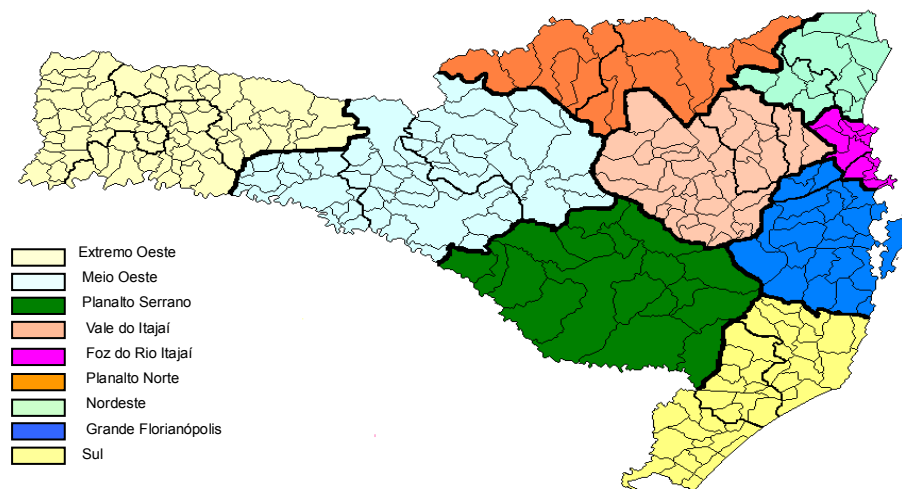 Extremo Oeste
Meio Oeste
Planalto Serrano
Vale do Itajaí
Foz do Rio Itajaí
Planalto Norte
Nordeste
Grande Florianópolis
Sul